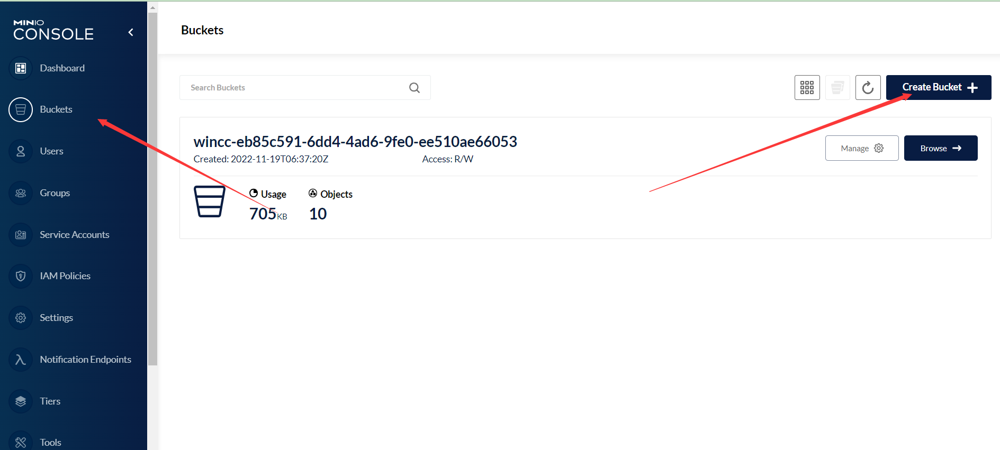 MINIO
CONSOLE
Dashboard
Buckets
Users
Groups
Service Accounts
IAM Policies
Settings
Notification Endpoints
Tiers
Tools
Buckets
Search Buckets
Create Bucket
wincc-eb85c591-6dd4-4ad6-9fe0-ee510ae66053
Created: 2022-11-19T06:37:20Z Access: R/W
Manage
Browse
Usage Objects
705KB 10